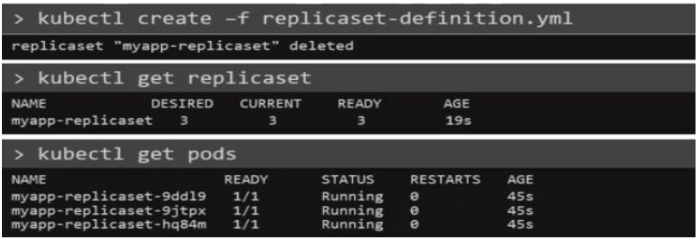 > kubectl create –f replicaset-definition.yml
replicaset "myapp-replicaset" deleted
> kubectl get replicaset
NAME DESIRED CURRENT READY AGE
myapp-replicaset 3 3 3 19s
> kubectl get pods
NAME READY STATUS RESTARTS AGE
myapp-replicaset-9ddl9 1/1 Running 0 45s
myapp-replicaset-9jtpx 1/1 Running 0 45s
myapp-replicaset-hq84m 1/1 Running 0 45s